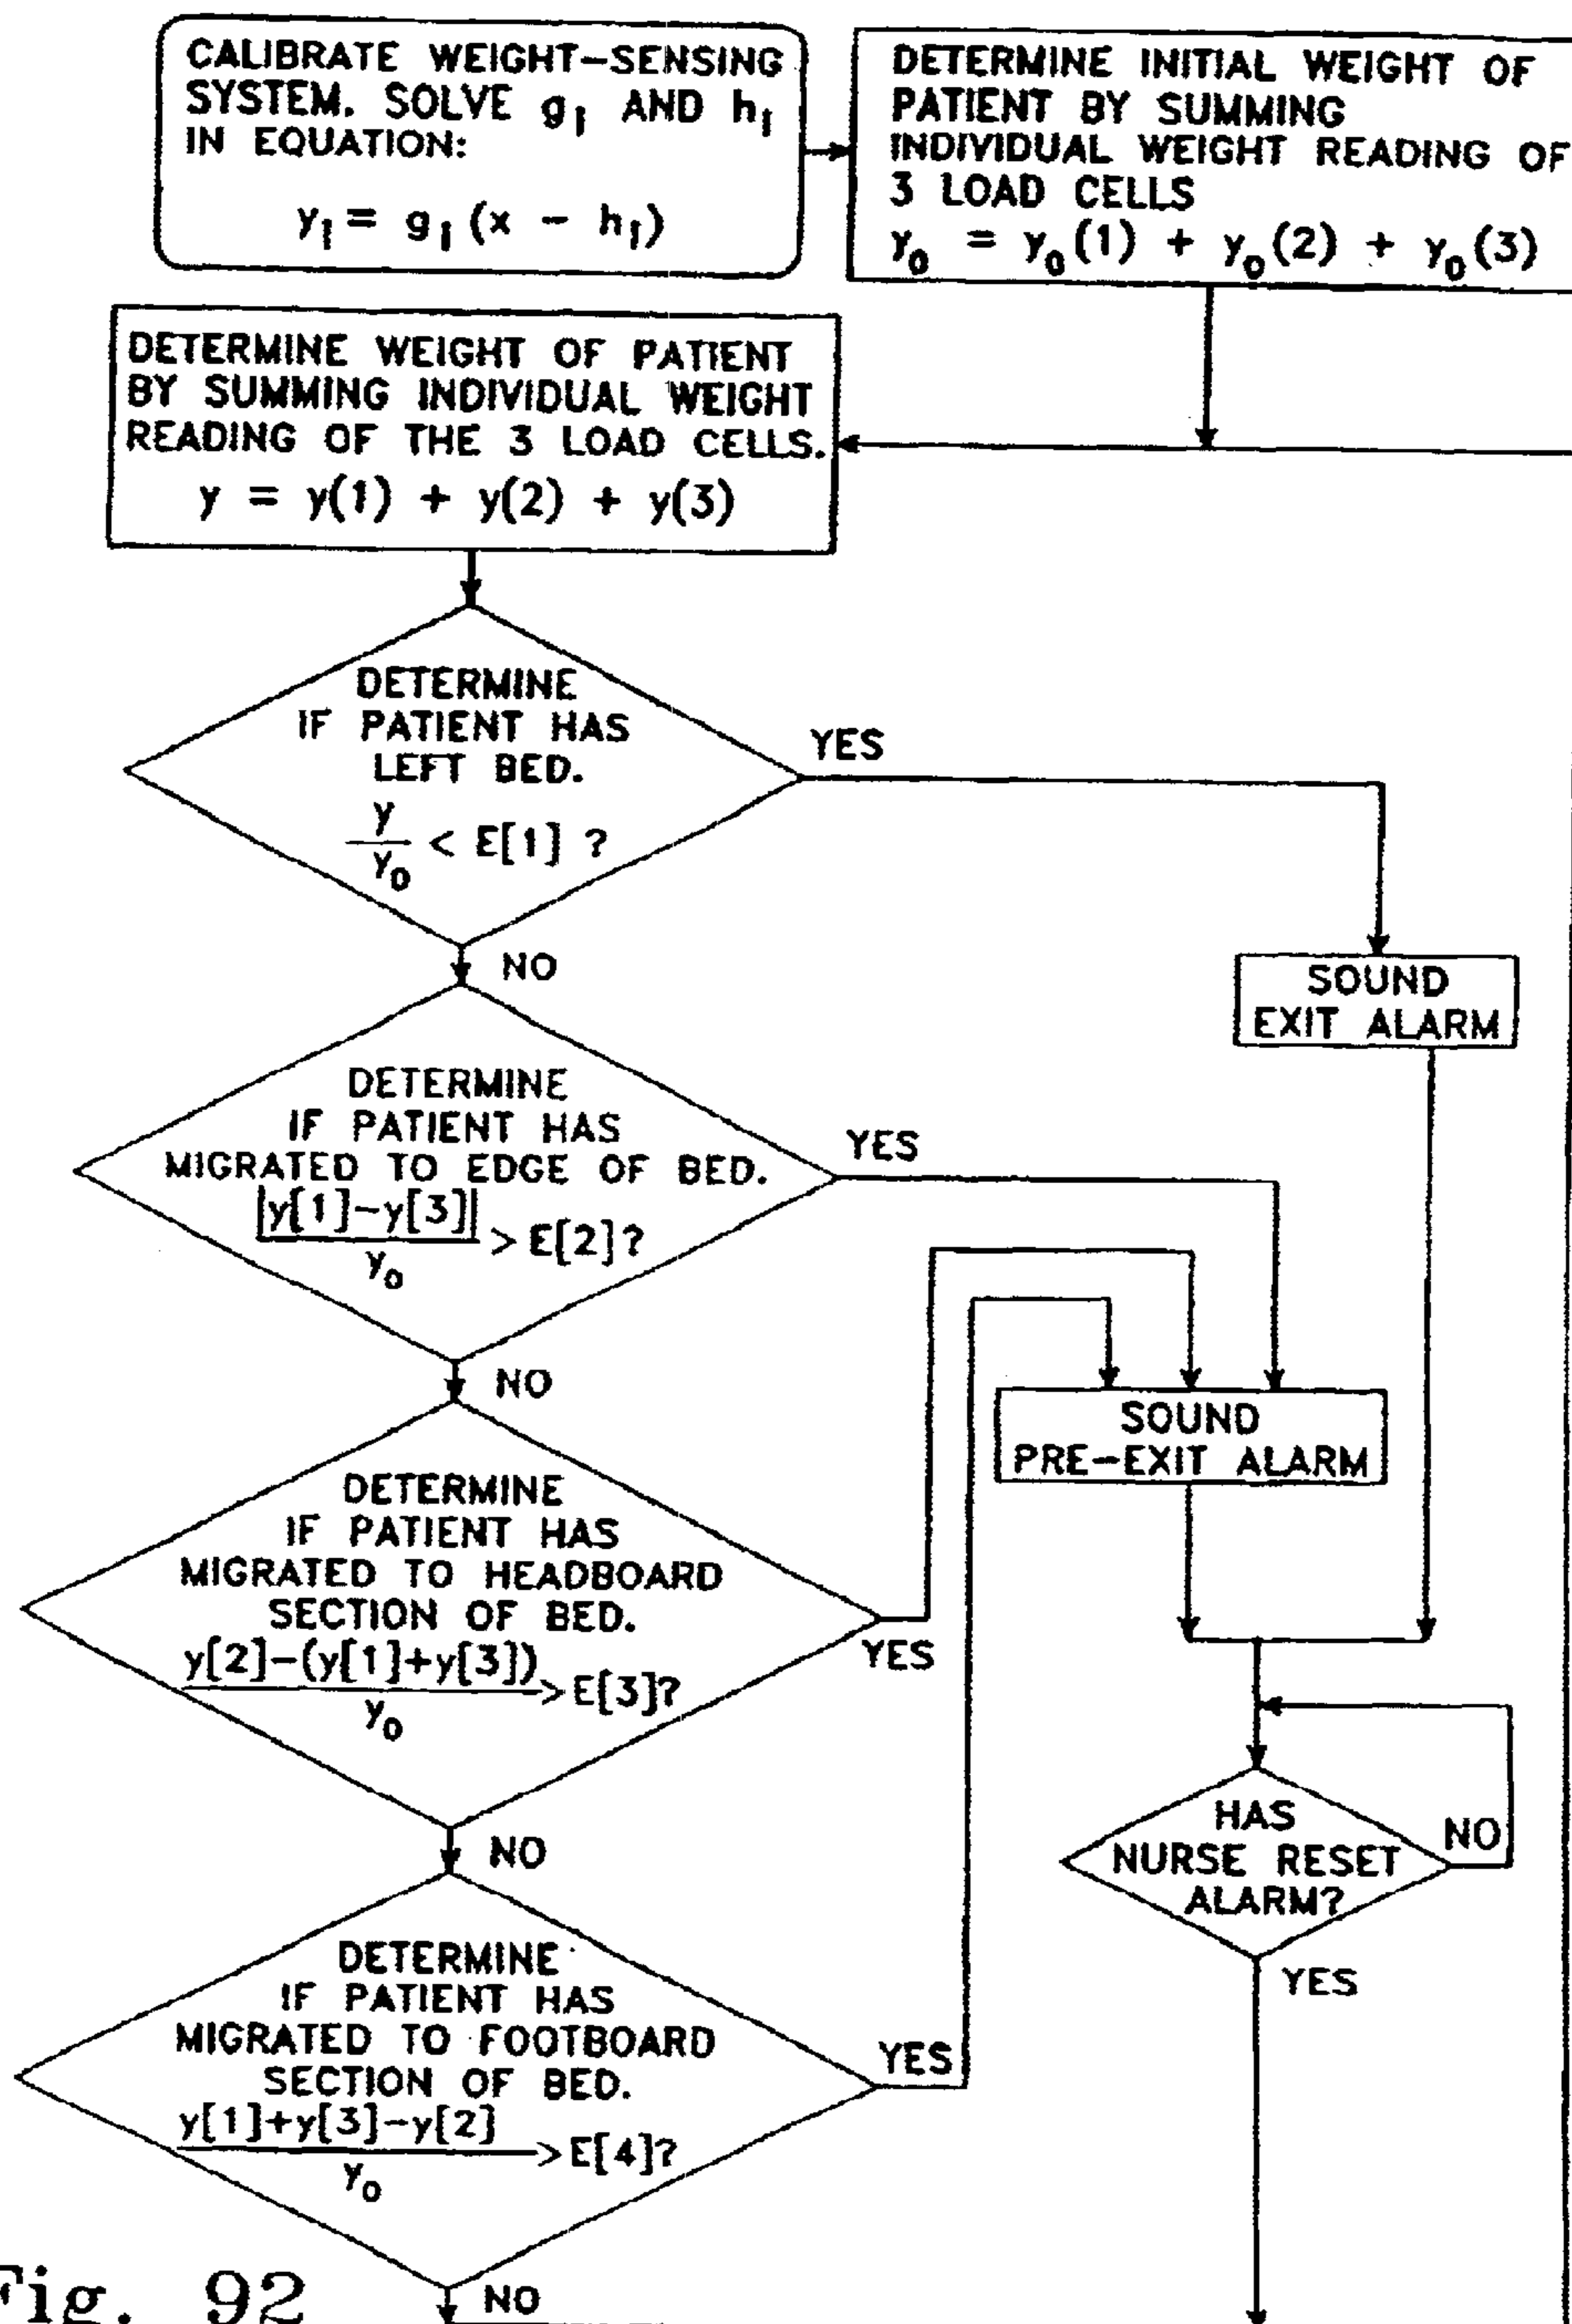 CALIBRATE WEIGHT-SENSING
SYSTEM. SOLVE g₁ AND h₁
IN EQUATION:
y₁ = g₁ (x - h₁)
DETERMINE INITIAL WEIGHT OF
PATIENT BY SUMMING
INDIVIDUAL WEIGHT READING OF
3 LOAD CELLS
y₀ = y₀(1) + y₀(2) + y₀(3)
DETERMINE WEIGHT OF PATIENT
BY SUMMING INDIVIDUAL WEIGHT
READING OF THE 3 LOAD CELLS.
y = y(1) + y(2) + y(3)
DETERMINE
IF PATIENT HAS
LEFT BED.
y
< E[1] ?
y₀
YES
NO
SOUND
EXIT ALARM
DETERMINE
IF PATIENT HAS
MIGRATED TO EDGE OF BED.
|y[1]-y[3]|
> E[2]?
y₀
YES
NO
SOUND
PRE-EXIT ALARM
DETERMINE
IF PATIENT HAS
MIGRATED TO HEADBOARD
SECTION OF BED.
y[2]-(y[1]+y[3])
> E[3]?
y₀
YES
NO
HAS
NURSE RESET
ALARM?
NO
YES
DETERMINE
IF PATIENT HAS
MIGRATED TO FOOTBOARD
SECTION OF BED.
y[1]+y[3]-y[2]
> E[4]?
y₀
YES
NO
Fig. 92